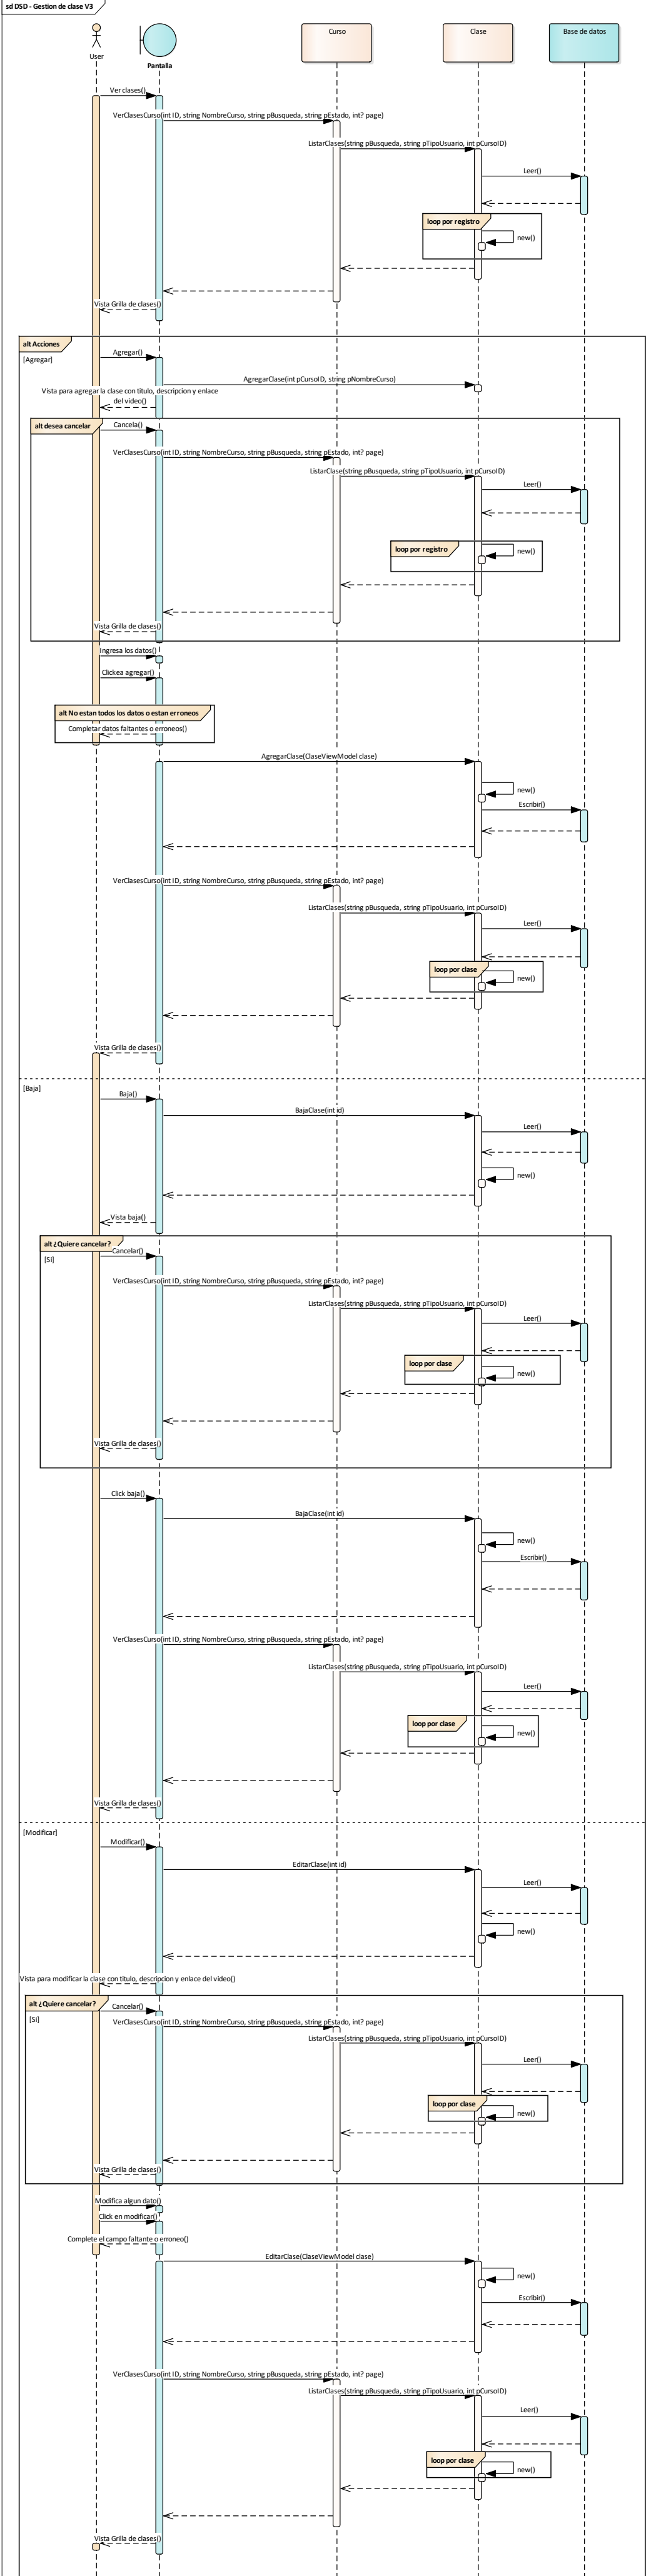 sd DSD - Gestion de clase V3
User
Pantalla
Curso
Clase
Base de datos
Ver clases()
VerClasesCurso(int ID, string NombreCurso, string pBusqueda, string pEstado, int? page)
ListarClases(string pBusqueda, string pTipoUsuario, int pCursoID)
Leer()
loop por registro
new()
Vista Grilla de clases()
alt Acciones
[Agregar]
Agregar()
AgregarClase(int pCursoID, string pNombreCurso)
Vista para agregar la clase con titulo, descripcion y enlace
del video()
alt desea cancelar
Cancela()
VerClasesCurso(int ID, string NombreCurso, string pBusqueda, string pEstado, int? page)
ListarClase(string pBusqueda, string pTipoUsuario, int pCursoID)
Leer()
loop por registro
new()
Vista Grilla de clases()
Ingresa los datos()
Clickea agregar()
alt No estan todos los datos o estan erroneos
Completar datos faltantes o erroneos()
AgregarClase(ClaseViewModel clase)
new()
Escribir()
VerClasesCurso(int ID, string NombreCurso, string pBusqueda, string pEstado, int? page)
ListarClases(string pBusqueda, string pTipoUsuario, int pCursoID)
Leer()
loop por clase
new()
Vista Grilla de clases()
[Baja]
Baja()
BajaClase(int id)
Leer()
new()
Vista baja()
alt ¿Quiere cancelar?
Cancelar()
[Si]
VerClasesCurso(int ID, string NombreCurso, string pBusqueda, string pEstado, int? page)
ListarClases(string pBusqueda, string pTipoUsuario, int pCursoID)
Leer()
loop por clase
new()
Vista Grilla de clases()
Click baja()
BajaClase(int id)
new()
Escribir()
VerClasesCurso(int ID, string NombreCurso, string pBusqueda, string pEstado, int? page)
ListarClases(string pBusqueda, string pTipoUsuario, int pCursoID)
Leer()
loop por clase
new()
Vista Grilla de clases()
[Modificar]
Modificar()
EditarClase(int id)
Leer()
new()
Vista para modificar la clase con titulo, descripcion y enlace del video()
alt ¿Quiere cancelar?
Cancelar()
[Si]
VerClasesCurso(int ID, string NombreCurso, string pBusqueda, string pEstado, int? page)
ListarClases(string pBusqueda, string pTipoUsuario, int pCursoID)
Leer()
loop por clase
new()
Vista Grilla de clases()
Modifica algun dato()
Click en modificar()
Complete el campo faltante o erroneo()
EditarClase(ClaseViewModel clase)
new()
Escribir()
VerClasesCurso(int ID, string NombreCurso, string pBusqueda, string pEstado, int? page)
ListarClases(string pBusqueda, string pTipoUsuario, int pCursoID)
Leer()
loop por clase
new()
Vista Grilla de clases()